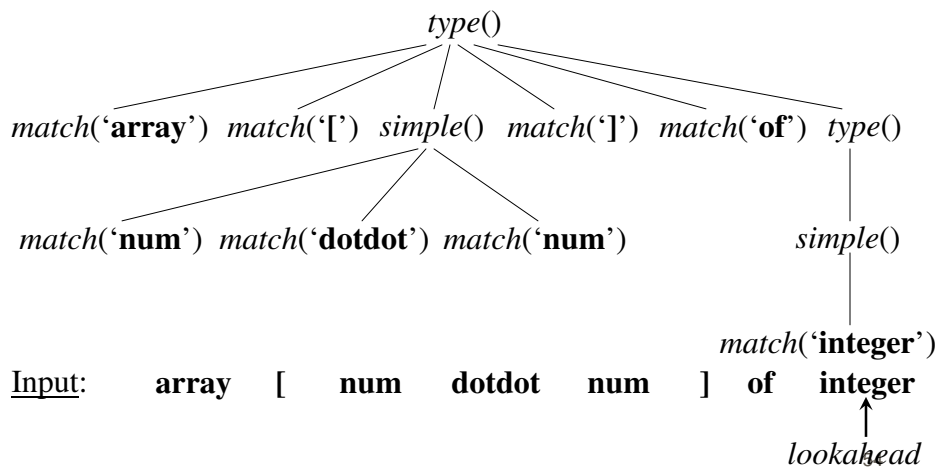 type()
match(‘array’) match(‘[’) simple() match(‘]’) match(‘of’) type()
match(‘num’) match(‘dotdot’) match(‘num’) simple()
match(‘integer’)
Input: array [ num dotdot num ] of integer
lookahead